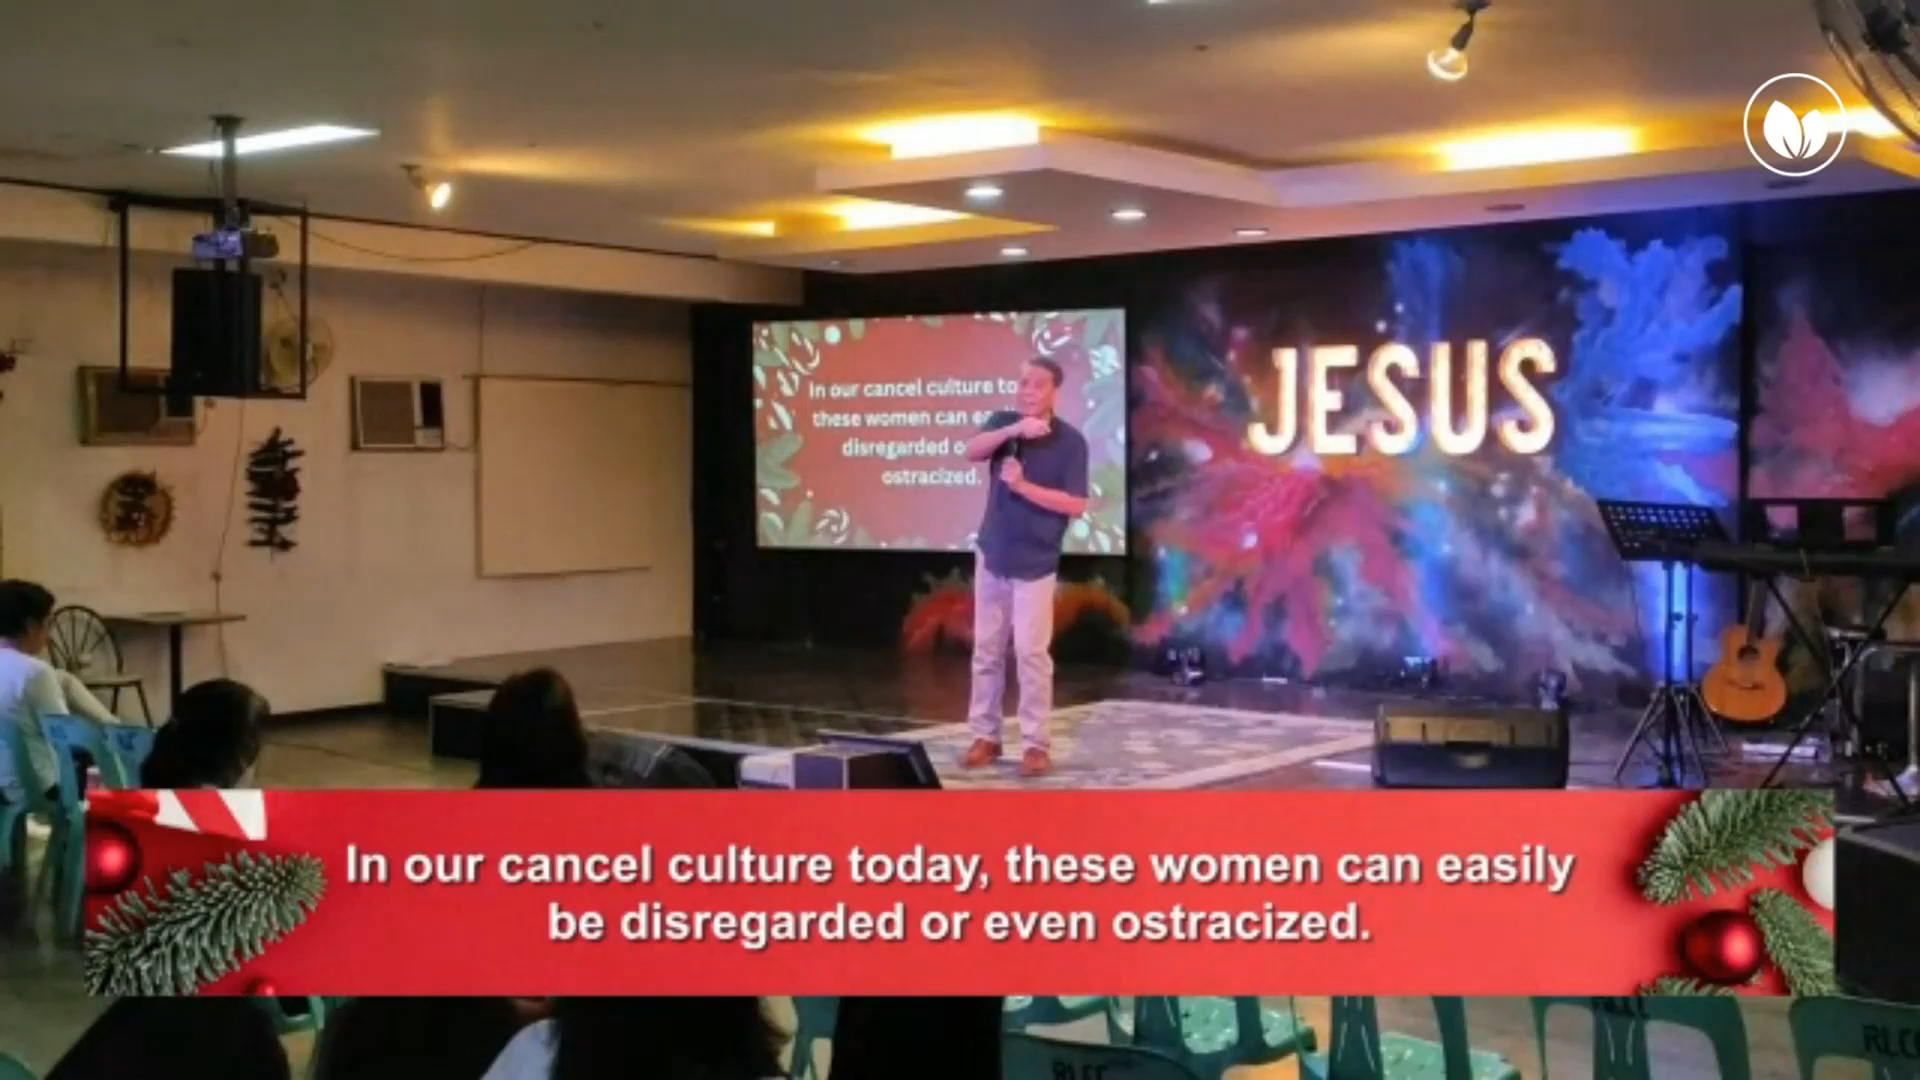 In our cancel culture to
these women can
disregarded
ostracized.
JESUS
In our cancel culture today, these women can easily
be disregarded or even ostracized.
RLCC